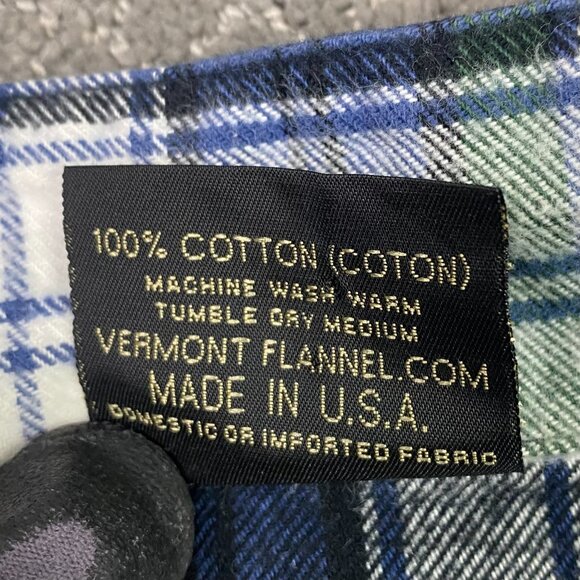 100% COTTON (COTON)
MACHINE WASH WARM
TUMBLE DRY MEDIUM
VERMONT FLANNEL.COM
MADE IN U.S.A.
DOMESTIC OR IMPORTED FABRIC